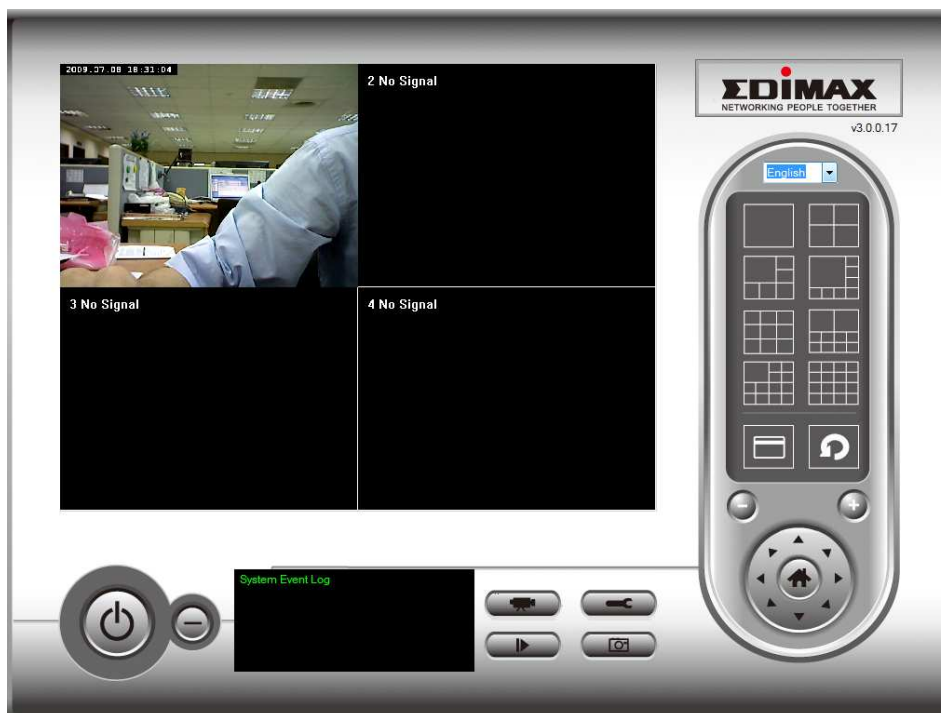 2009.07.08 18:31:04
2 No Signal
3 No Signal
4 No Signal
EDIMAX
NETWORKING PEOPLE TOGETHER
v3.0.0.17
English
System Event Log